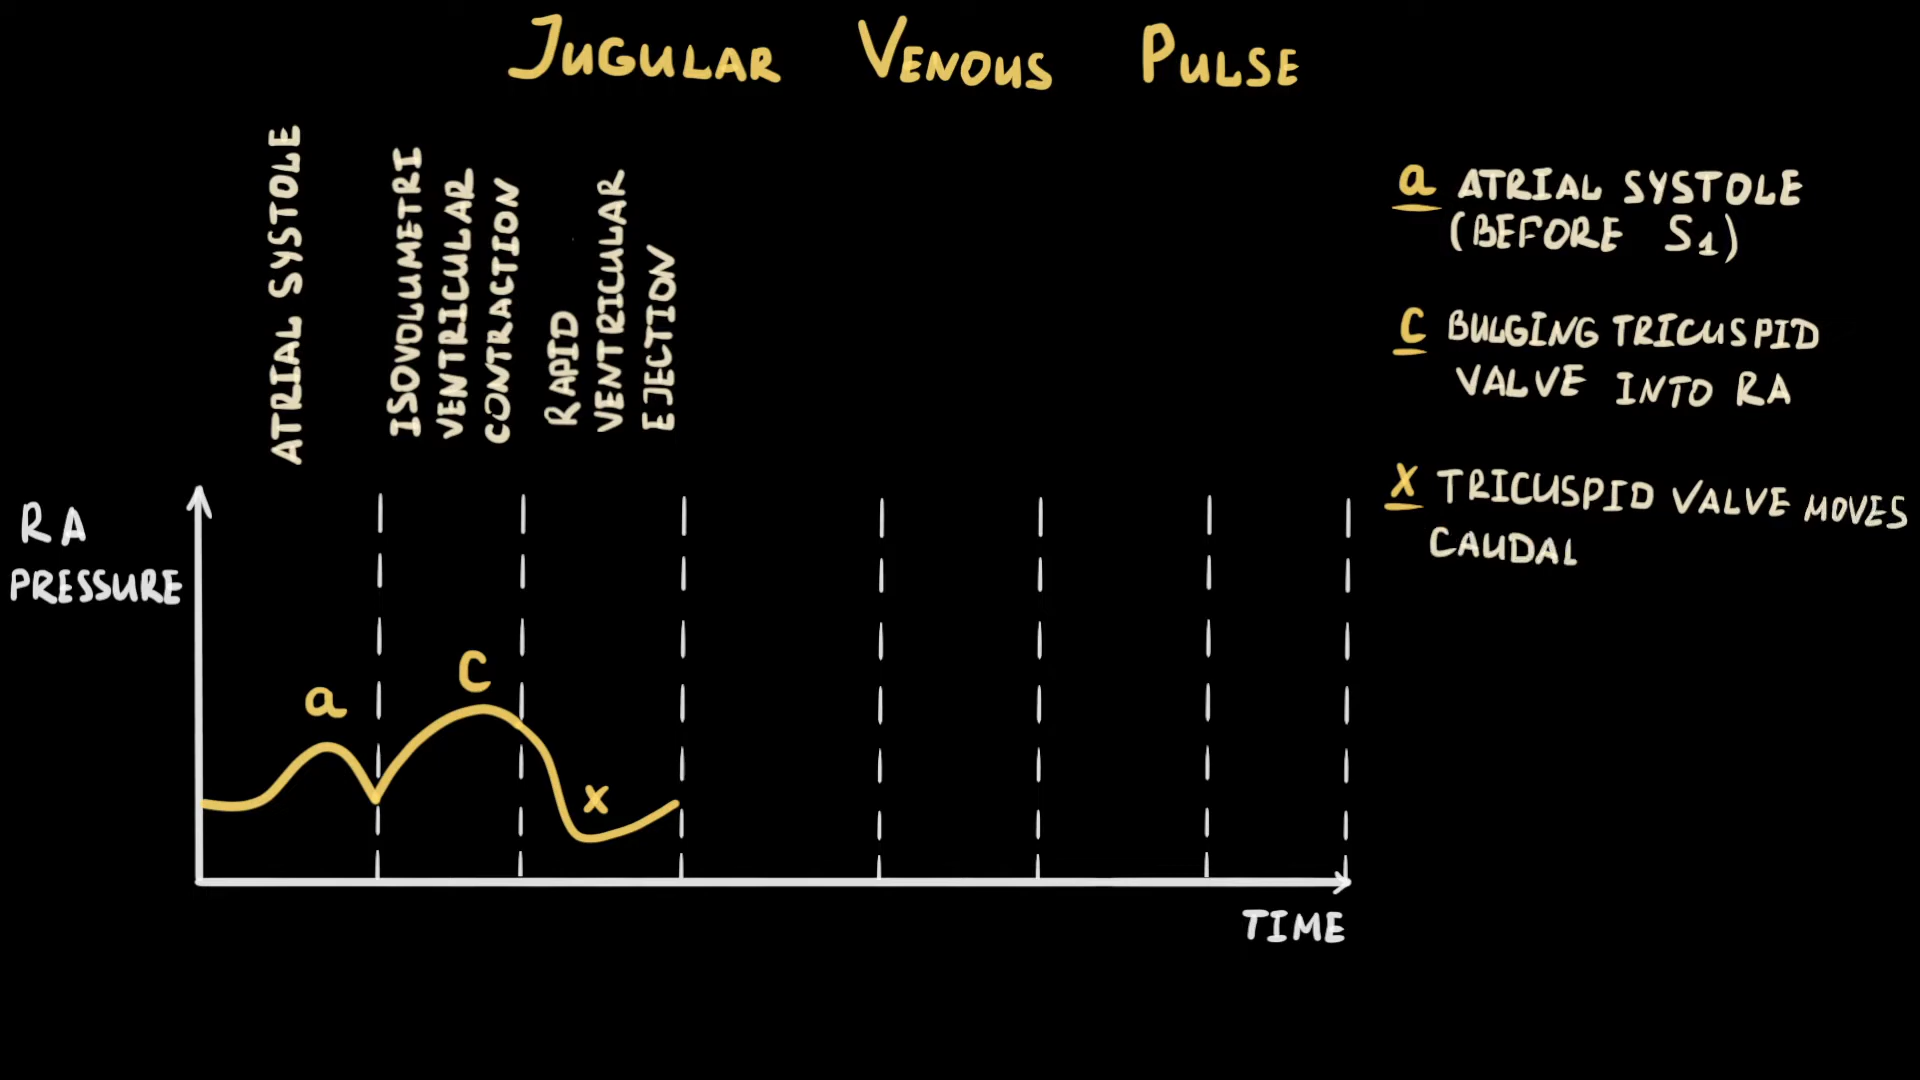 JUGULAR VENOUS PULSE
ATRIAL SYSTOLE
ISOVOLUMETRI
VENTRICULAR
CONTRACTION
RAPID
VENTRICULAR
EJECTION
a ATRIAL SYSTOLE
(BEFORE S1)
C BULGING TRICUSPID
VALVE INTO RA
X TRICUSPID VALVE MOVES
CAUDAL
RA
PRESSURE
a
C
X
TIME